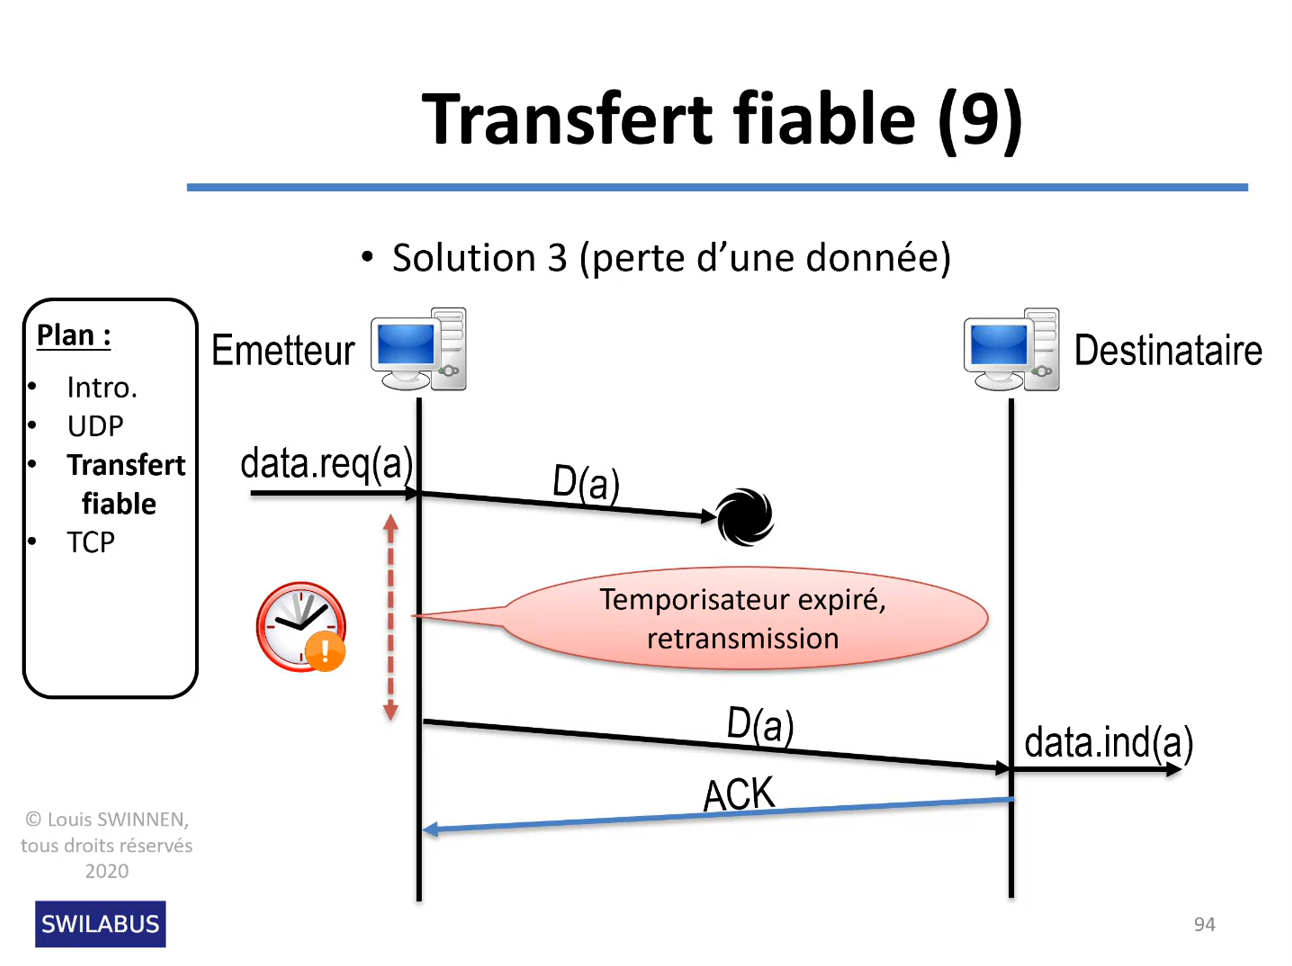 Transfert fiable (9)
• Solution 3 (perte d’une donnée)
Plan :
• Intro.
• UDP
• Transfert
fiable
• TCP
Emetteur
Destinataire
data.req(a)
D(a)
Temporisateur expiré,
retransmission
!
D(a)
data.ind(a)
ACK
© Louis SWINNEN,
tous droits réservés
2020
SWILABUS
94